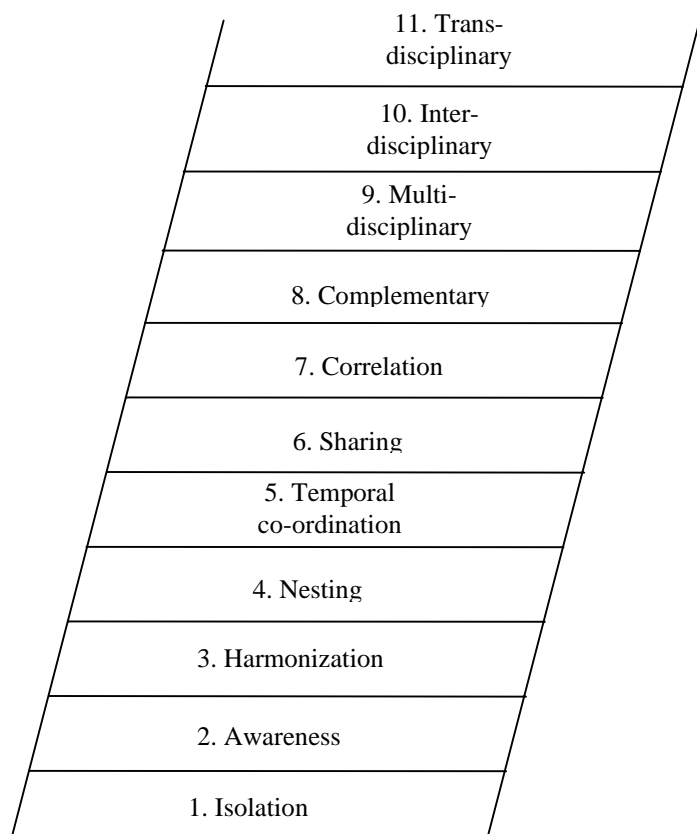 11. Trans-
disciplinary
10. Inter-
disciplinary
9. Multi-
disciplinary
8. Complementary
7. Correlation
6. Sharing
5. Temporal
co-ordination
4. Nesting
3. Harmonization
2. Awareness
1. Isolation